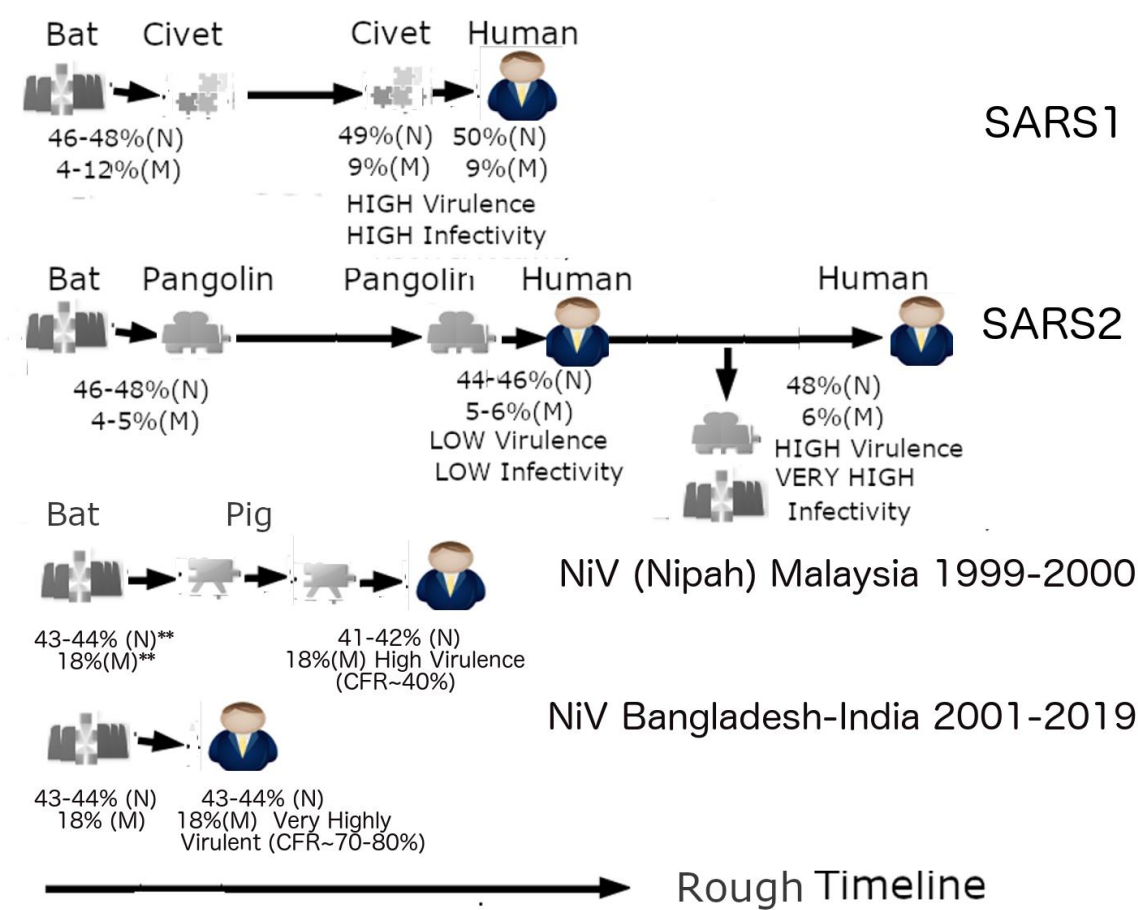 Bat Civet Civet Human
46-48%(N) 49%(N) 50%(N)
4-12%(M) 9%(M) 9%(M)
SARS1
HIGH Virulence
HIGH Infectivity
Bat Pangolin Pangolin Human Human
SARS2
46-48%(N) 44-46%(N) 48%(N)
4-5%(M) 5-6%(M) 6%(M)
LOW Virulence HIGH Virulence
LOW Infectivity VERY HIGH
Infectivity
Bat Pig
NiV (Nipah) Malaysia 1999-2000
43-44% (N)** 41-42% (N)
18%(M)** 18%(M) High Virulence
(CFR~40%)
NiV Bangladesh-India 2001-2019
43-44% (N) 43-44% (N)
18% (M) 18%(M) Very Highly
Virulent (CFR~70-80%)
Rough Timeline